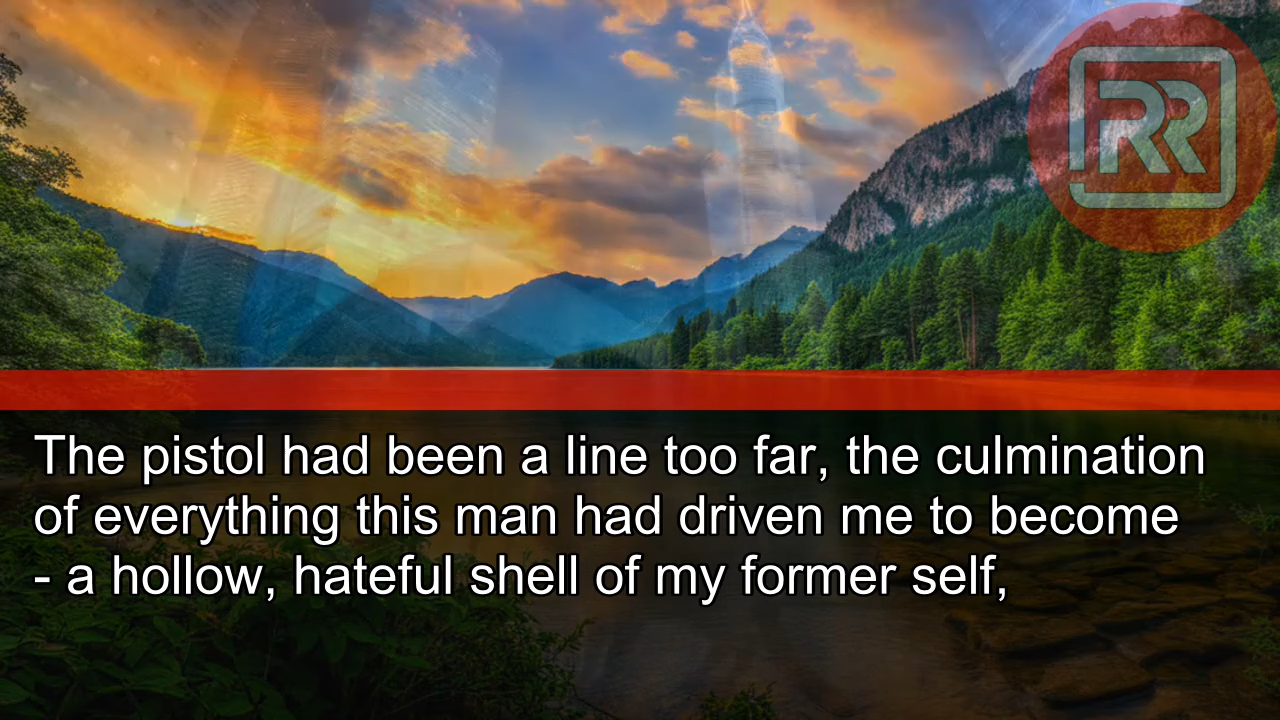 RR
The pistol had been a line too far, the culmination
of everything this man had driven me to become
- a hollow, hateful shell of my former self,